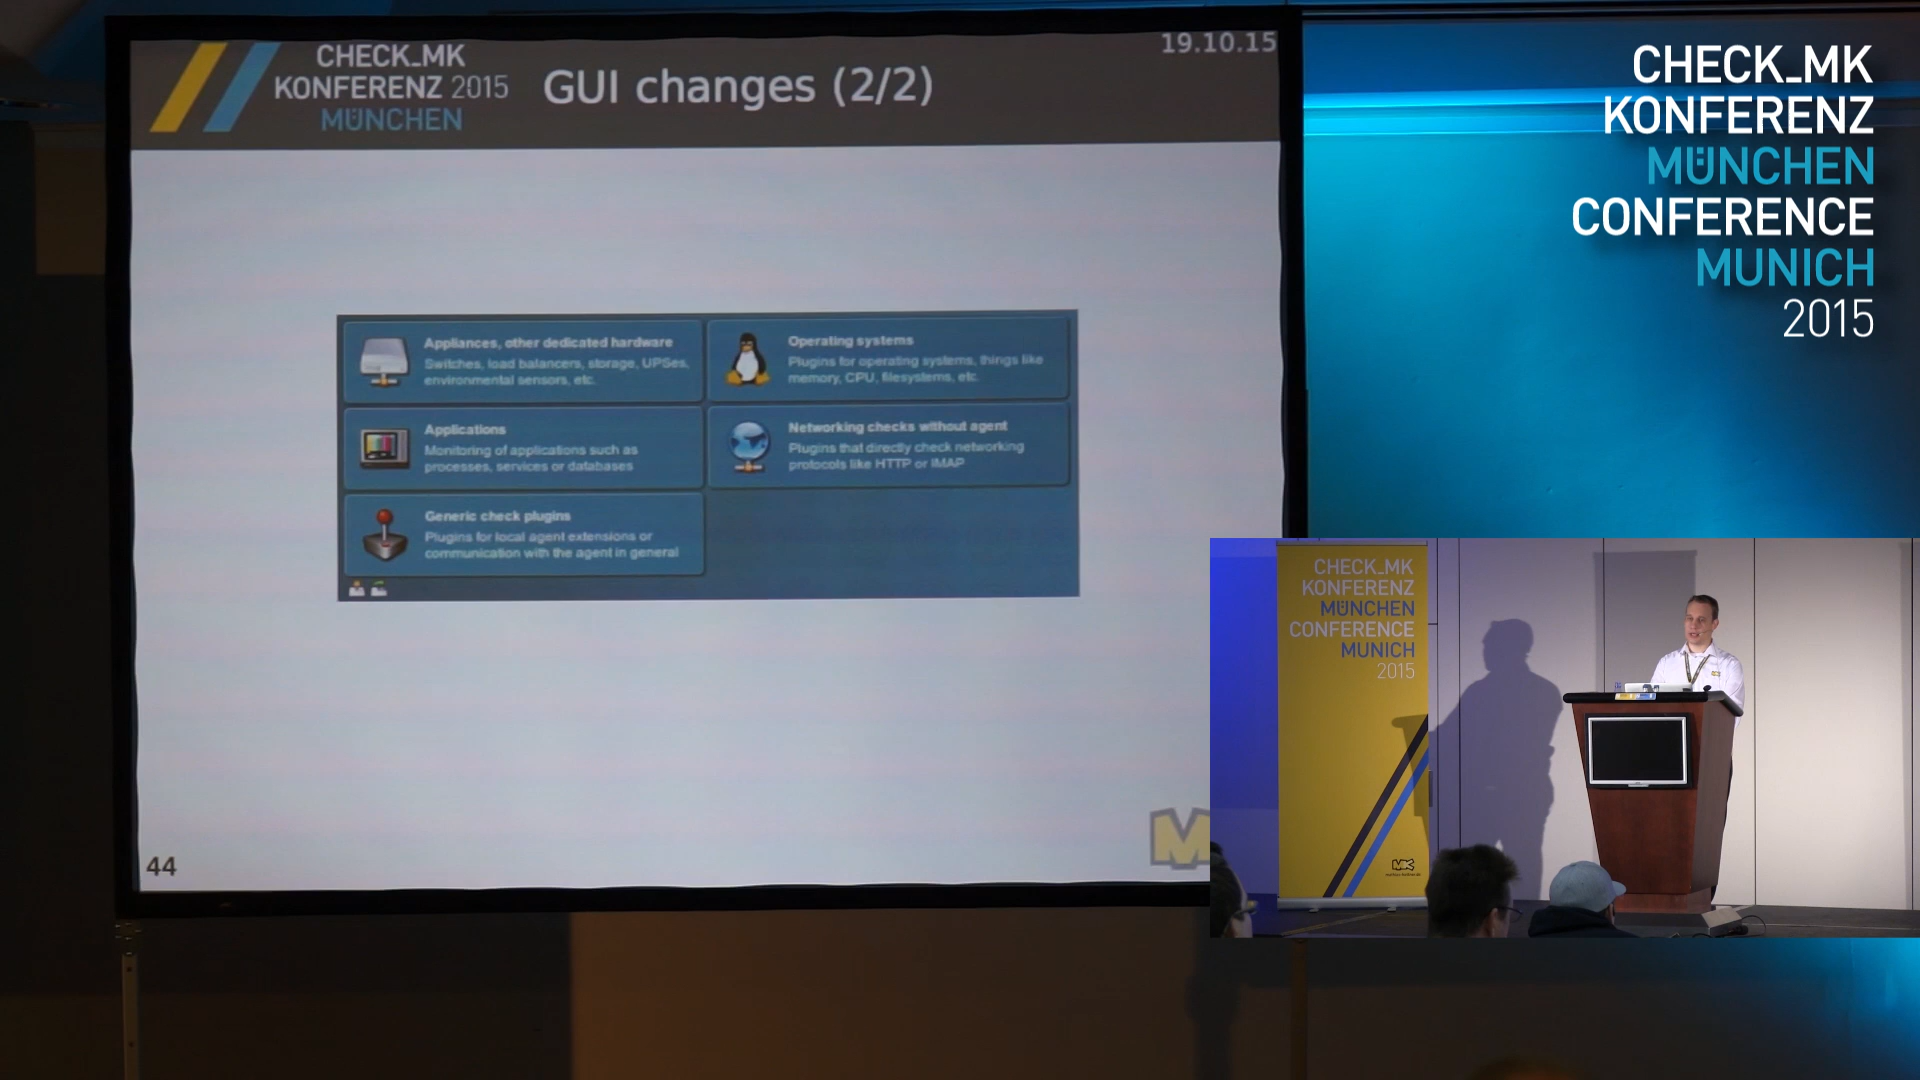 CHECK_MK
KONFERENZ 2015
MÜNCHEN
GUI changes (2/2)
19.10.15
Appliances, other dedicated hardware
Switches, load balancers, storage, UPSes,
environmental sensors, etc.
Operating systems
Plugins for operating systems, things like
memory, CPU, filesystems, etc.
Applications
Monitoring of applications such as
processes, services or databases
Networking checks without agent
Plugins that directly check networking
protocols like HTTP or IMAP
Generic check plugins
Plugins for local agent extensions or
communication with the agent in general
44
M
CHECK_MK
KONFERENZ
MÜNCHEN
CONFERENCE
MUNICH
2015
CHECK_MK
KONFERENZ
MÜNCHEN
CONFERENCE
MUNICH
2015
MK